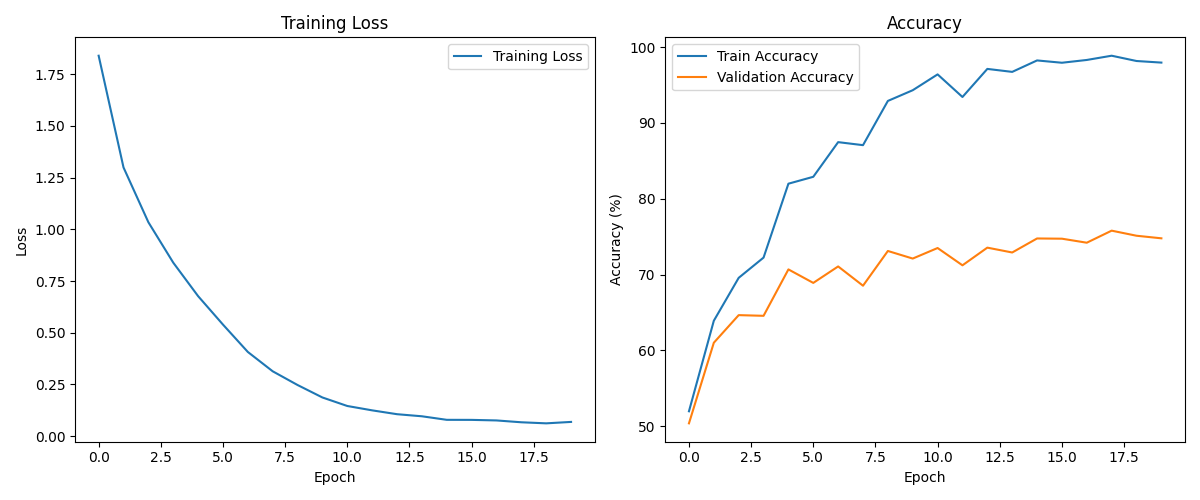 Training Loss
Training Loss
Loss
1.75
1.50
1.25
1.00
0.75
0.50
0.25
0.00
0.0 2.5 5.0 7.5 10.0 12.5 15.0 17.5
Epoch
Accuracy
Train Accuracy
Validation Accuracy
Accuracy (%)
100
90
80
70
60
50
0.0 2.5 5.0 7.5 10.0 12.5 15.0 17.5
Epoch